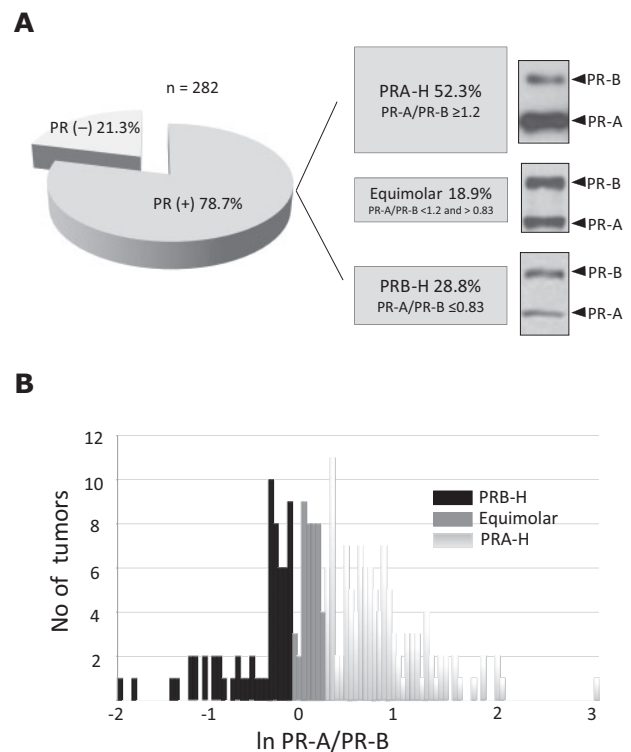 A
n = 282
PR (–) 21.3%
PR (+) 78.7%
PRA-H 52.3%
PR-A/PR-B ≥1.2
PR-B
PR-A
Equimolar 18.9%
PR-A/PR-B <1.2 and > 0.83
PR-B
PR-A
PRB-H 28.8%
PR-A/PR-B ≤0.83
PR-B
PR-A
B
No of tumors
12
10
8
6
4
2
PRB-H
Equimolar
PRA-H
-2 -1 0 1 2 3
ln PR-A/PR-B